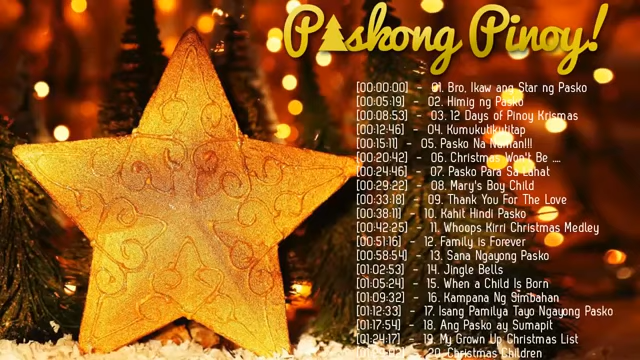 Paskong Pinoy!
[00:00:00] - 01. Bro, Ikaw ang Star ng Pasko
[00:05:19] - 02. Himig ng Pasko
[00:08:53] - 03. 12 Days of Pinoy Krismas
[00:12:46] - 04. Kumukutikutitap
[00:15:11] - 05. Pasko Na Naman!!!
[00:20:42] - 06. Christmas Won't Be ....
[00:24:46] - 07. Pasko Para Sa Lahat
[00:29:22] - 08. Mary's Boy Child
[00:33:18] 09. Thank You For The Love
[00:38:11] - 10. Kahit Hindi Pasko
[00:42:25] - 11. Whoops Kirri Christmas Medley
[00:51:16] - 12. Family is Forever
[00:58:54] - 13. Sana Ngayong Pasko
[01:02:53] - 14. Jingle Bells
[01:05:24] - 15. When a Child Is Born
[01:09:32] - 16. Kampana Ng Simbahan
[01:12:33] - 17. Isang Pamilya Tayo Ngayong Pasko
[01:17:54] - 18. Ang Pasko ay Sumapit
[01:24:17] - 19. My Grown Up Christmas List
- 20. Christmas Children